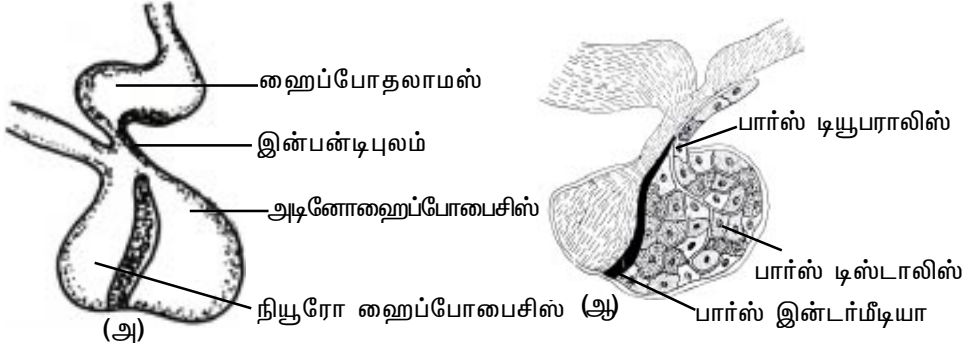 ஹைப்போதலாமஸ்
இன்பன்டிபுலம்
அடினோஹைப்போபைசிஸ்
நியூரோ ஹைப்போபைசிஸ்
(அ)
பார்ஸ் டியூபராலிஸ்
பார்ஸ் டிஸ்டாலிஸ்
பார்ஸ் இன்டர்மீடியா
(ஆ)